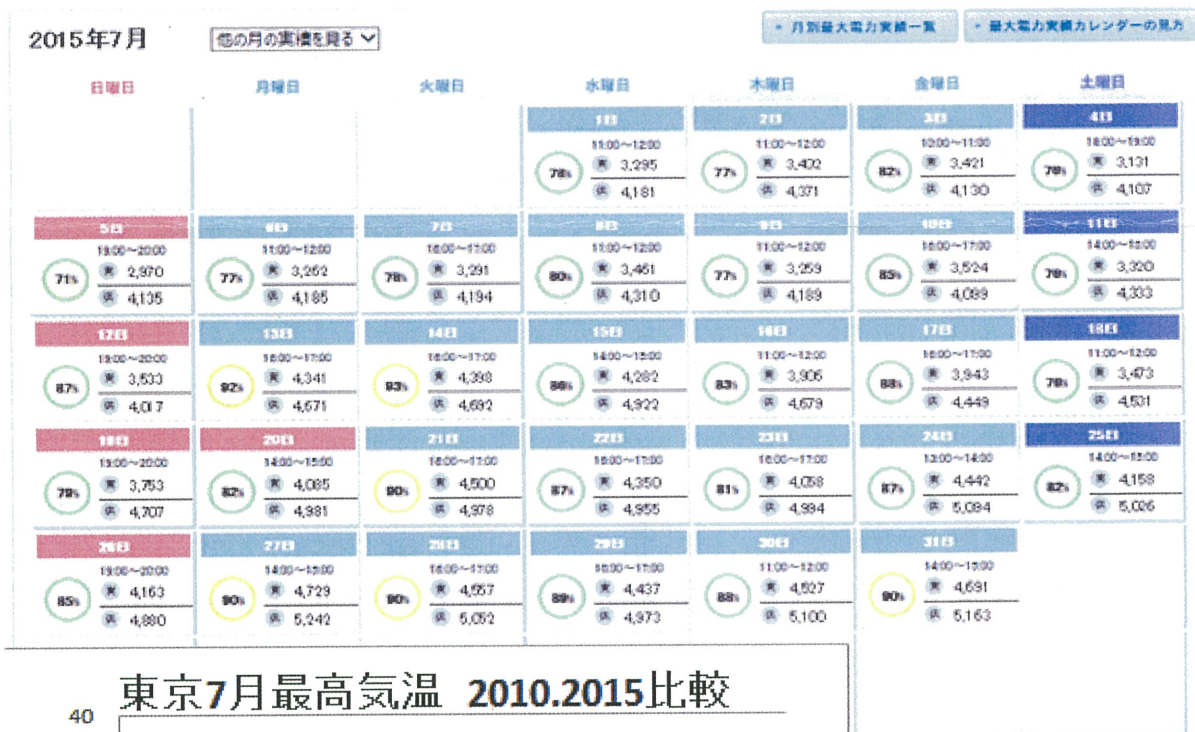 2015年7月 他の月の実績を見る 月別最大電力実績一覧 最大電力実績カレンダーの見方
日曜日 月曜日 火曜日 水曜日 木曜日 金曜日 土曜日
1日 2日 3日 4日
11:00~12:00 11:00~12:00 10:00~11:00 18:00~19:00
78% 実 3,295 77% 実 3,402 82% 実 3,421 実 3,131
供 4,181 供 4,371 供 4,130 供 4,107
5日 6日 7日 8日 9日 10日 11日
19:00~20:00 11:00~12:00 16:00~17:00 11:00~12:00 11:00~12:00 16:00~17:00 14:00~15:00
71% 実 2,970 77% 実 3,262 78% 実 3,291 80% 実 3,461 77% 実 3,259 85% 実 3,524 76% 実 3,320
供 4,135 供 4,185 供 4,194 供 4,310 供 4,189 供 4,099 供 4,333
12日 13日 14日 15日 16日 17日 18日
19:00~20:00 16:00~17:00 16:00~17:00 14:00~15:00 11:00~12:00 16:00~17:00 11:00~12:00
87% 実 3,533 92% 実 4,341 93% 実 4,398 86% 実 4,282 83% 実 3,906 88% 実 3,943 実 3,473
供 4,017 供 4,671 供 4,692 供 4,922 供 4,679 供 4,449 供 4,531
19日 20日 21日 22日 23日 24日 25日
19:00~20:00 14:00~15:00 16:00~17:00 16:00~17:00 16:00~17:00 13:00~14:00 14:00~15:00
79% 実 3,753 82% 実 4,085 90% 実 4,500 87% 実 4,350 81% 実 4,058 87% 実 4,442 82% 実 4,158
供 4,707 供 4,981 供 4,978 供 4,955 供 4,994 供 5,084 供 5,026
26日 27日 28日 29日 30日 31日
19:00~20:00 14:00~15:00 16:00~17:00 16:00~17:00 11:00~12:00 14:00~15:00
85% 実 4,163 90% 実 4,729 90% 実 4,557 89% 実 4,437 88% 実 4,527 90% 実 4,691
供 4,880 供 5,242 供 5,052 供 4,973 供 5,100 供 5,163
東京7月最高気温 2010.2015比較
40